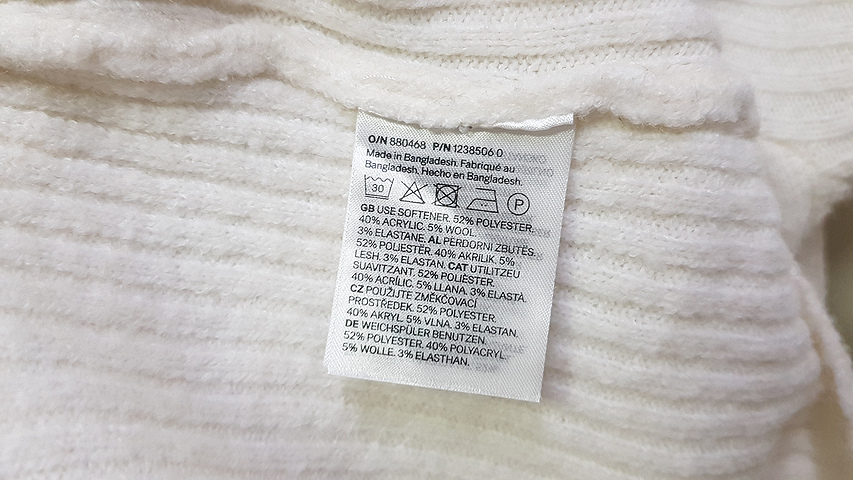 O/N 880468 P/N 1238506 0
Made in Bangladesh. Fabriqué au
Bangladesh. Hecho en Bangladesh.
30 P
GB USE SOFTENER. 52% POLYESTER.
40% ACRYLIC. 5% WOOL.
3% ELASTANE. AL PËRDORNI ZBUTËS.
52% POLIESTËR. 40% AKRILIK. 5%
LESH. 3% ELASTAN. CAT UTILITZEU
SUAVITZANT. 52% POLIÈSTER.
40% ACRÍLIC. 5% LLANA. 3% ELASTÀ.
CZ POUŽIJTE ZMĚKČOVACÍ
PROSTŘEDEK. 52% POLYESTER.
40% AKRYL. 5% VLNA. 3% ELASTAN.
DE WEICHSPÜLER BENUTZEN.
52% POLYESTER. 40% POLYACRYL.
5% WOLLE. 3% ELASTHAN.